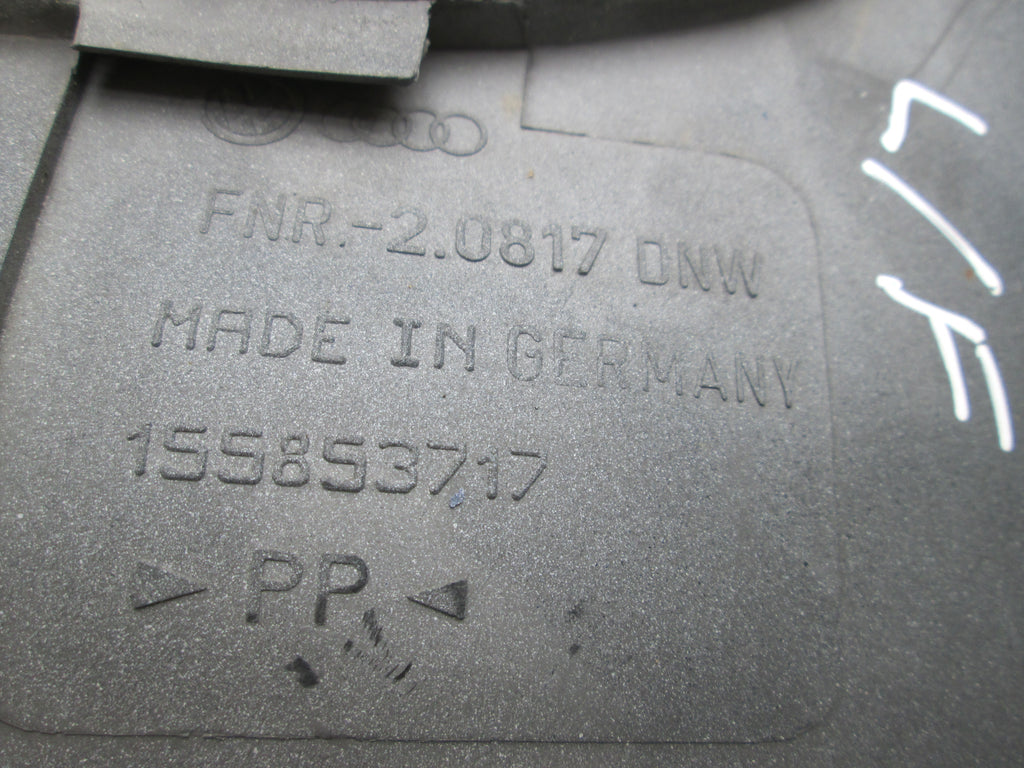 FNR.-2.0817 DNW
MADE IN GERMANY
155853717
>PP<
L/F